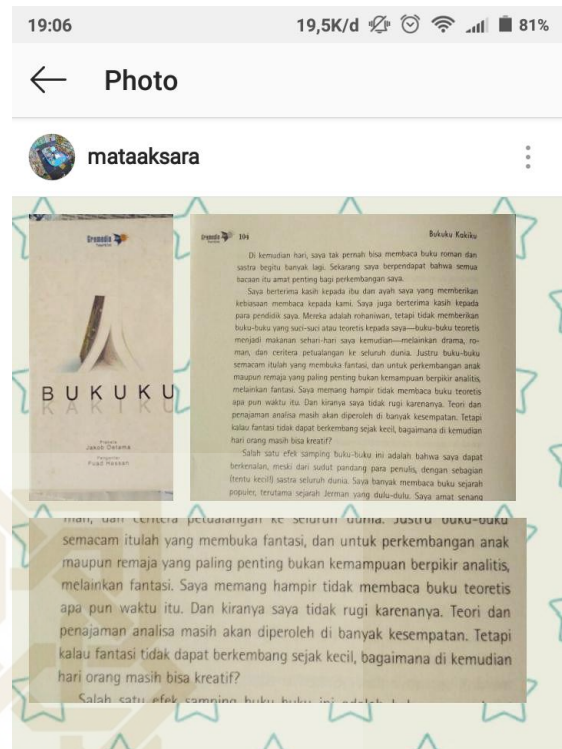 19:06
19,5K/d
81%
Photo
mataaksara
Gramedia
BUKUKU
KAKIKU
Prakata
Jakob Oetama
Pengantar
Fuad Hassan
Gramedia
104
Bukuku Kakiku
Di kemudian hari, saya tak pernah bisa membaca buku roman dan
sastra begitu banyak lagi. Sekarang saya berpendapat bahwa semua
bacaan itu amat penting bagi perkembangan saya.
Saya berterima kasih kepada ibu dan ayah saya yang memberikan
kebiasaan membaca kepada kami. Saya juga berterima kasih kepada
para pendidik saya. Mereka adalah rohaniwan, tetapi tidak memberikan
buku-buku yang suci-suci atau teoretis kepada saya—buku-buku teoretis
menjadi makanan sehari-hari saya kemudian—melainkan drama, ro-
man, dan ceritera petualangan ke seluruh dunia. Justru buku-buku
semacam itulah yang membuka fantasi, dan untuk perkembangan anak
maupun remaja yang paling penting bukan kemampuan berpikir analitis,
melainkan fantasi. Saya memang hampir tidak membaca buku teoretis
apa pun waktu itu. Dan kiranya saya tidak rugi karenanya. Teori dan
penajaman analisa masih akan diperoleh di banyak kesempatan. Tetapi
kalau fantasi tidak dapat berkembang sejak kecil, bagaimana di kemudian
hari orang masih bisa kreatif?
Salah satu efek samping buku-buku ini adalah bahwa saya dapat
berkenalan, meski dari sudut pandang para penulis, dengan sebagian
(tentu kecil!) sastra seluruh dunia. Saya banyak membaca buku sejarah
populer, terutama sejarah Jerman yang dulu-dulu. Saya amat senang
man, dan ceritera petualangan ke seluruh dunia. Justru buku-buku
semacam itulah yang membuka fantasi, dan untuk perkembangan anak
maupun remaja yang paling penting bukan kemampuan berpikir analitis,
melainkan fantasi. Saya memang hampir tidak membaca buku teoretis
apa pun waktu itu. Dan kiranya saya tidak rugi karenanya. Teori dan
penajaman analisa masih akan diperoleh di banyak kesempatan. Tetapi
kalau fantasi tidak dapat berkembang sejak kecil, bagaimana di kemudian
hari orang masih bisa kreatif?
Salah satu efek samping buku buku ini adalah